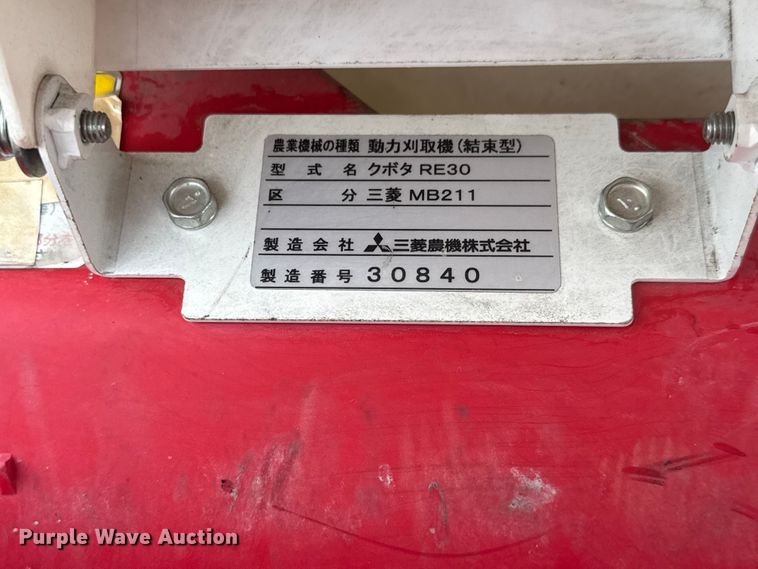 農業機械の種類 動力刈取機(結束型)
型式名 クボタ RE30
区分 三菱 MB211
製造会社 三菱農機株式会社
製造番号 30840
Purple Wave Auction